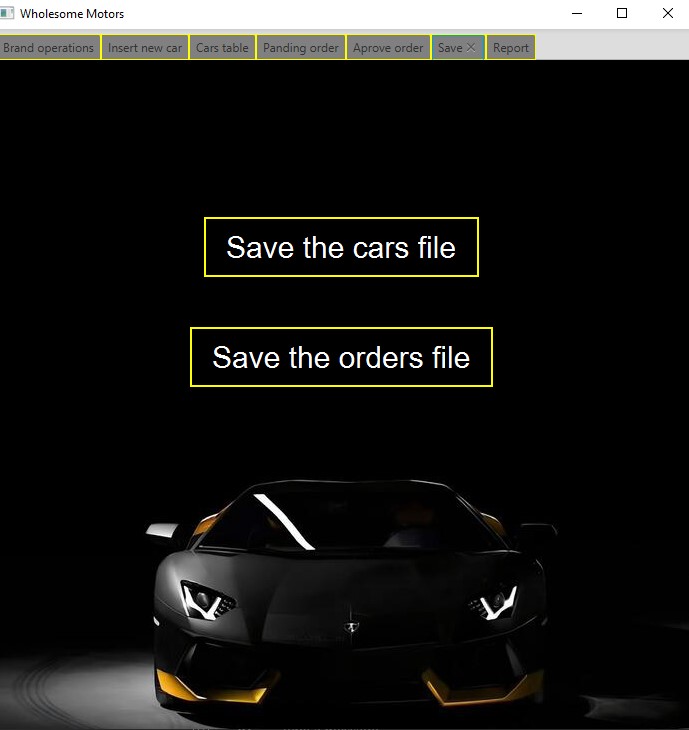 Wholesome Motors
Brand operations Insert new car Cars table Panding order Aprove order Save Report
Save the cars file
Save the orders file